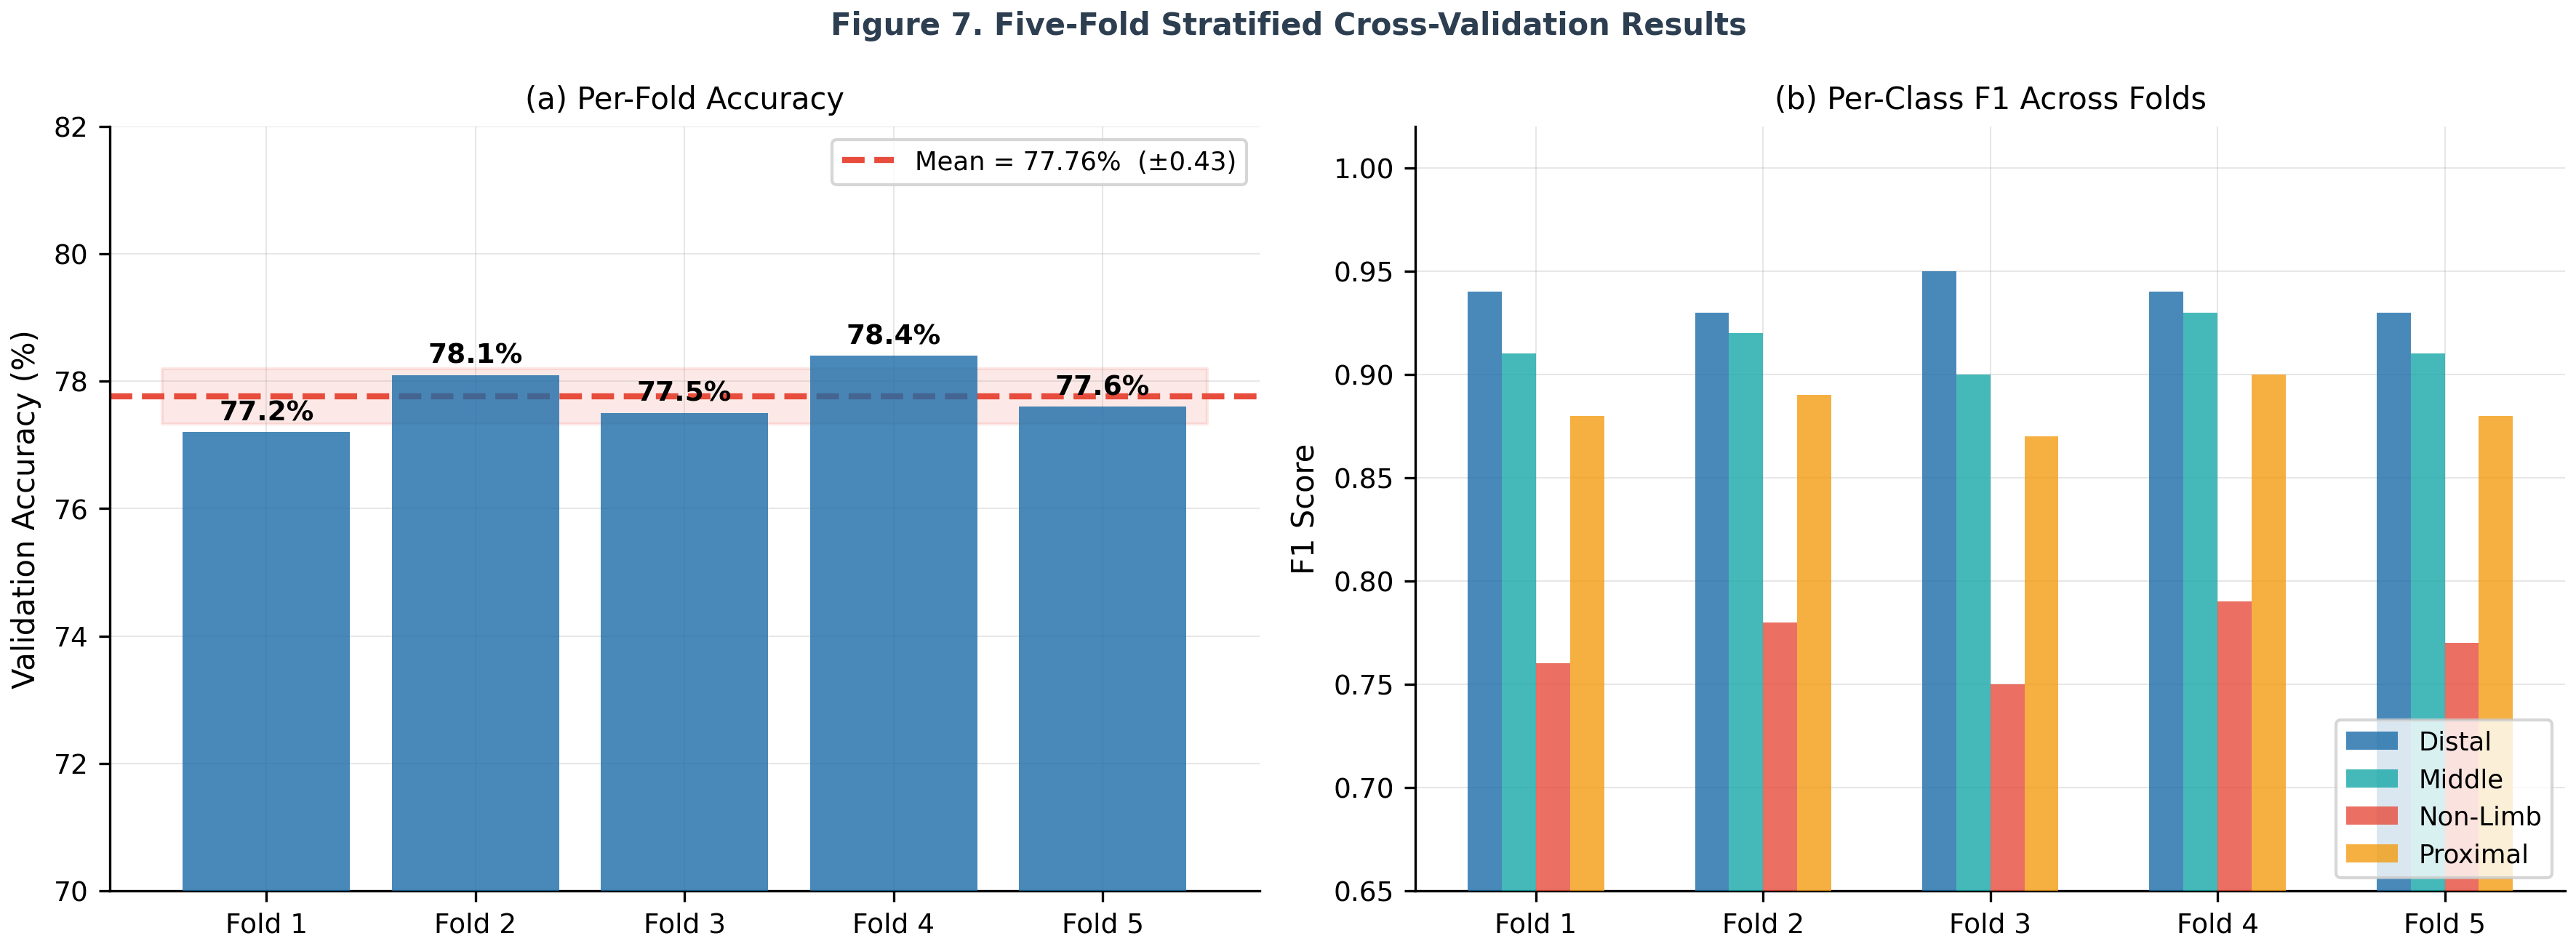 Figure 7. Five-Fold Stratified Cross-Validation Results
(a) Per-Fold Accuracy
Validation Accuracy (%)
82
80
78
76
74
72
70
Mean = 77.76% (±0.43)
77.2%
78.1%
77.5%
78.4%
77.6%
Fold 1
Fold 2
Fold 3
Fold 4
Fold 5
(b) Per-Class F1 Across Folds
F1 Score
1.00
0.95
0.90
0.85
0.80
0.75
0.70
0.65
Distal
Middle
Non-Limb
Proximal
Fold 1
Fold 2
Fold 3
Fold 4
Fold 5